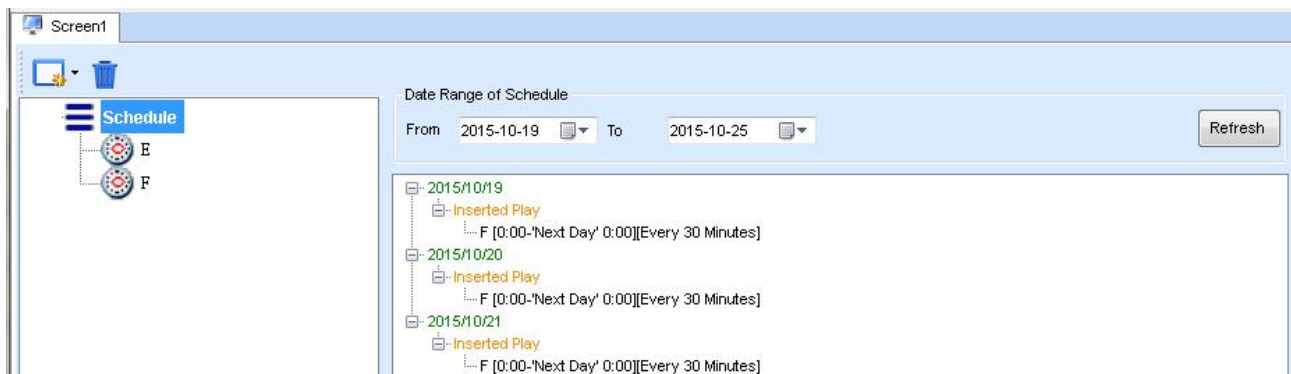 Screen1
Schedule
E
F
Date Range of Schedule
From 2015-10-19 To 2015-10-25 Refresh
2015/10/19
Inserted Play
F [0:00-'Next Day' 0:00][Every 30 Minutes]
2015/10/20
Inserted Play
F [0:00-'Next Day' 0:00][Every 30 Minutes]
2015/10/21
Inserted Play
F [0:00-'Next Day' 0:00][Every 30 Minutes]